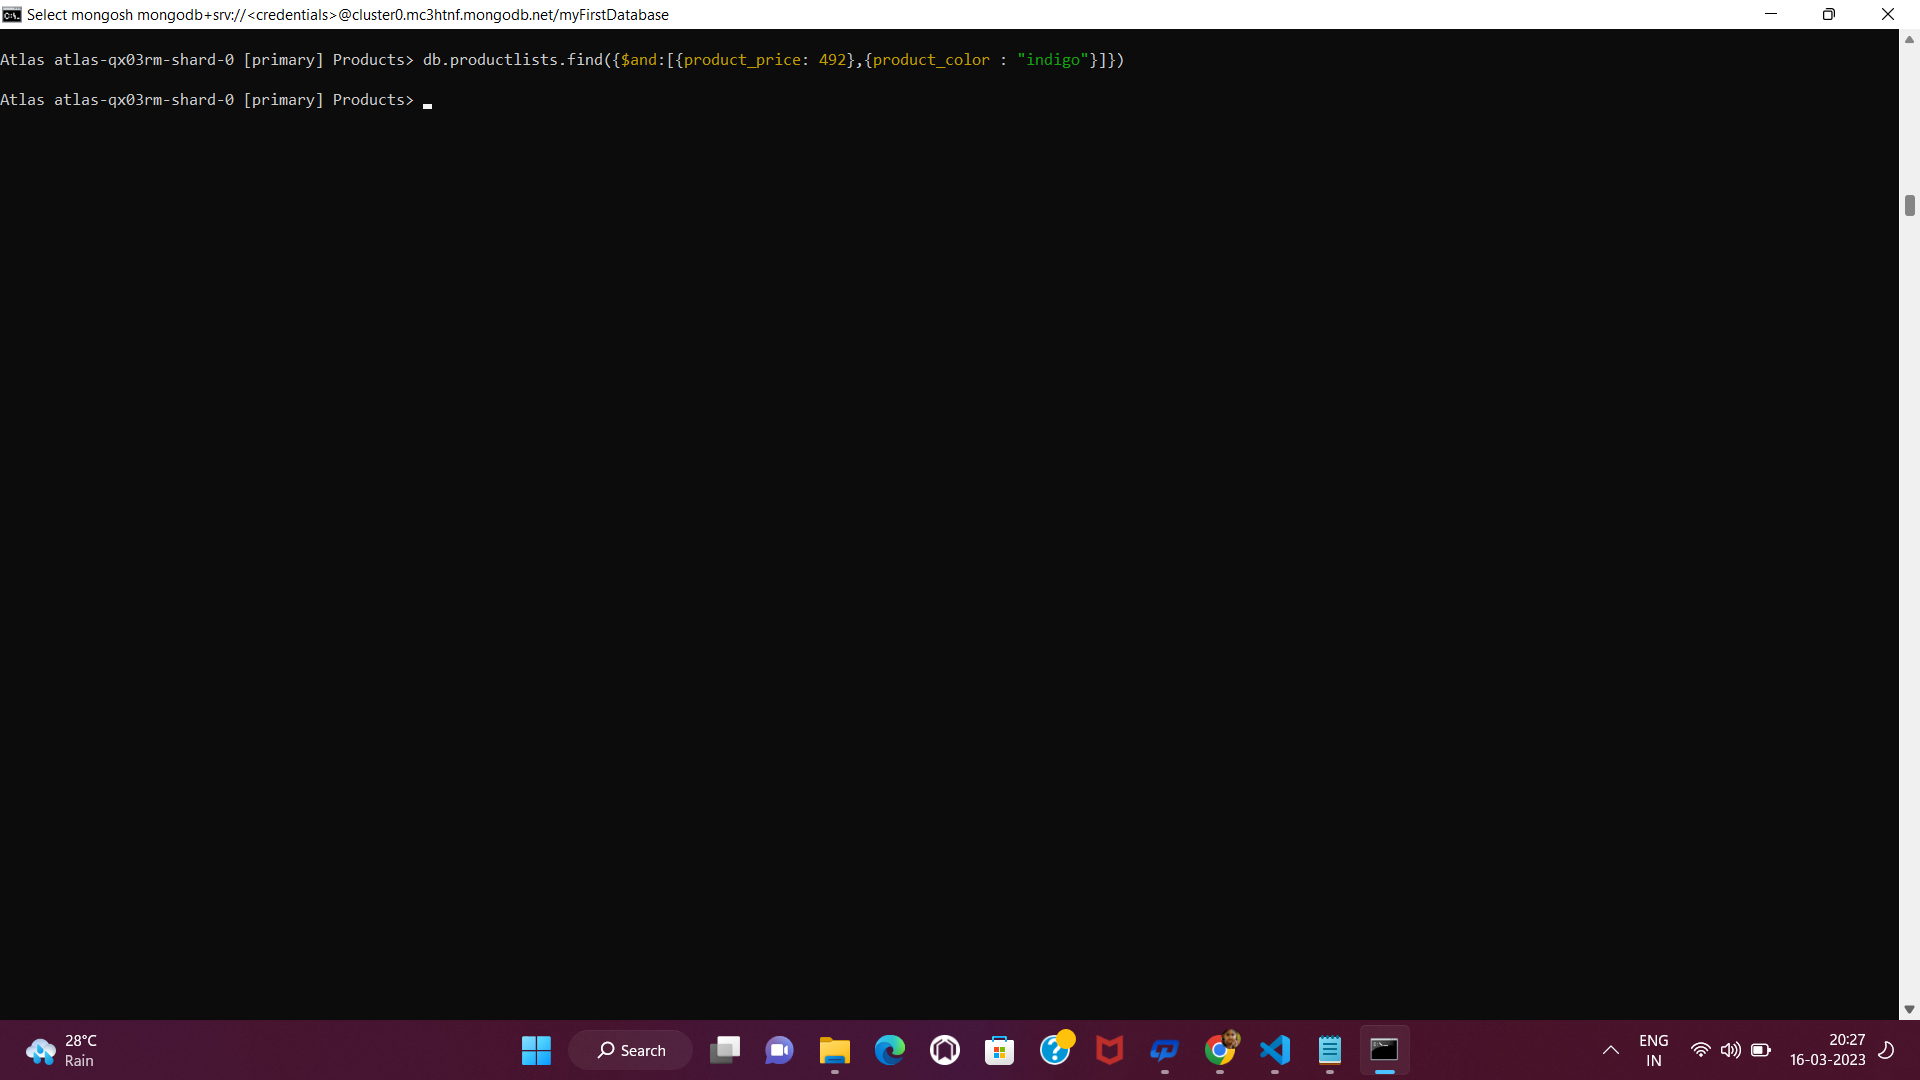 Select mongosh mongodb+srv://<credentials>@cluster0.mc3htnf.mongodb.net/myFirstDatabase
Atlas atlas-qx03rm-shard-0 [primary] Products> db.productlists.find({$and:[{product_price: 492},{product_color : "indigo"}]})
Atlas atlas-qx03rm-shard-0 [primary] Products>
28°C
Rain
Search
ENG
IN
20:27
16-03-2023